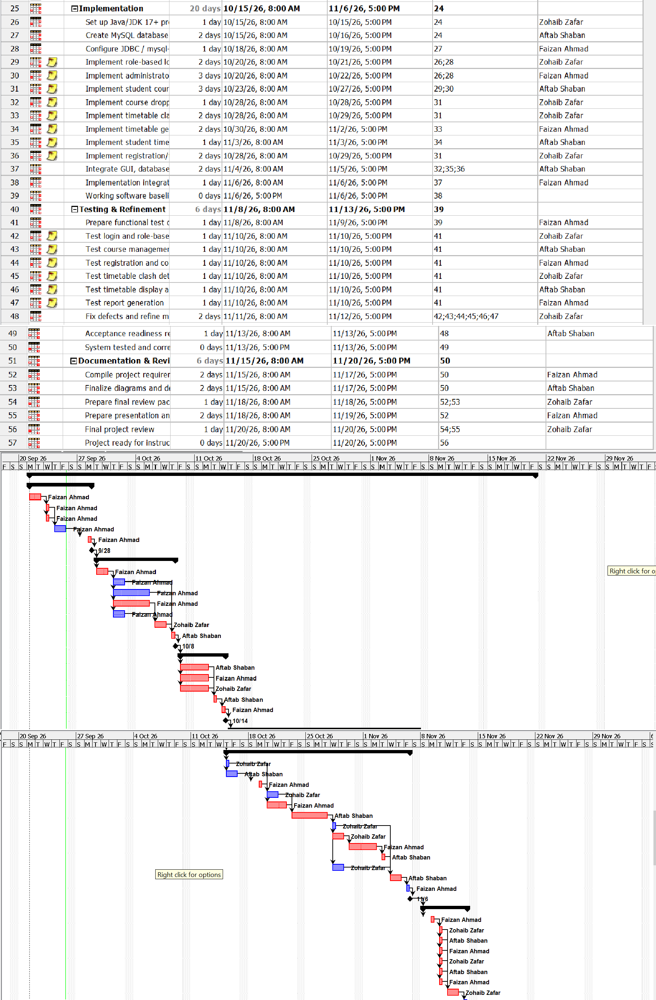 25 Implementation 20 days 10/15/26, 8:00 AM 11/6/26, 5:00 PM 24
26 Set up Java/JDK 17+ pr 1 day 10/15/26, 8:00 AM 10/15/26, 5:00 PM 24 Zohaib Zafar
27 Create MySQL database 2 days 10/15/26, 8:00 AM 10/16/26, 5:00 PM 24 Aftab Shaban
28 Configure JDBC / mysql- 1 day 10/18/26, 8:00 AM 10/19/26, 5:00 PM 27 Faizan Ahmad
29 Implement role-based lo 2 days 10/20/26, 8:00 AM 10/21/26, 5:00 PM 26;28 Zohaib Zafar
30 Implement administrato 3 days 10/20/26, 8:00 AM 10/22/26, 5:00 PM 26;28 Faizan Ahmad
31 Implement student cour 3 days 10/23/26, 8:00 AM 10/27/26, 5:00 PM 29;30 Aftab Shaban
32 Implement course dropp 1 day 10/28/26, 8:00 AM 10/28/26, 5:00 PM 31 Zohaib Zafar
33 Implement timetable cla 2 days 10/28/26, 8:00 AM 10/29/26, 5:00 PM 31 Zohaib Zafar
34 Implement timetable ge 2 days 10/30/26, 8:00 AM 11/2/26, 5:00 PM 33 Faizan Ahmad
35 Implement student time 1 day 11/3/26, 8:00 AM 11/3/26, 5:00 PM 34 Aftab Shaban
36 Implement registration/ 2 days 10/28/26, 8:00 AM 10/29/26, 5:00 PM 31 Zohaib Zafar
37 Integrate GUI, database 2 days 11/4/26, 8:00 AM 11/5/26, 5:00 PM 32;35;36 Aftab Shaban
38 Implementation integrat 1 day 11/6/26, 8:00 AM 11/6/26, 5:00 PM 37 Faizan Ahmad
39 Working software baseli 0 days 11/6/26, 5:00 PM 11/6/26, 5:00 PM 38
40 Testing & Refinement 6 days 11/8/26, 8:00 AM 11/13/26, 5:00 PM 39
41 Prepare functional test c 1 day 11/8/26, 8:00 AM 11/9/26, 5:00 PM 39 Faizan Ahmad
42 Test login and role-base 1 day 11/10/26, 8:00 AM 11/10/26, 5:00 PM 41 Zohaib Zafar
43 Test course managemer 1 day 11/10/26, 8:00 AM 11/10/26, 5:00 PM 41 Aftab Shaban
44 Test registration and co 1 day 11/10/26, 8:00 AM 11/10/26, 5:00 PM 41 Faizan Ahmad
45 Test timetable clash det 1 day 11/10/26, 8:00 AM 11/10/26, 5:00 PM 41 Zohaib Zafar
46 Test timetable display a 1 day 11/10/26, 8:00 AM 11/10/26, 5:00 PM 41 Aftab Shaban
47 Test report generation 1 day 11/10/26, 8:00 AM 11/10/26, 5:00 PM 41 Faizan Ahmad
48 Fix defects and refine m 2 days 11/11/26, 8:00 AM 11/12/26, 5:00 PM 42;43;44;45;46;47 Zohaib Zafar
49 Acceptance readiness re 1 day 11/13/26, 8:00 AM 11/13/26, 5:00 PM 48 Aftab Shaban
50 System tested and corre 0 days 11/13/26, 5:00 PM 11/13/26, 5:00 PM 49
51 Documentation & Revi 6 days 11/15/26, 8:00 AM 11/20/26, 5:00 PM 50
52 Compile project requirer 2 days 11/15/26, 8:00 AM 11/17/26, 5:00 PM 50 Faizan Ahmad
53 Finalize diagrams and de 2 days 11/15/26, 8:00 AM 11/17/26, 5:00 PM 50 Aftab Shaban
54 Prepare final review pac 1 day 11/18/26, 8:00 AM 11/18/26, 5:00 PM 52;53 Zohaib Zafar
55 Prepare presentation an 2 days 11/18/26, 8:00 AM 11/19/26, 5:00 PM 52 Faizan Ahmad
56 Final project review 1 day 11/20/26, 8:00 AM 11/20/26, 5:00 PM 54;55 Zohaib Zafar
57 Project ready for instruc 0 days 11/20/26, 5:00 PM 11/20/26, 5:00 PM 56
20 Sep 26 27 Sep 26 4 Oct 26 11 Oct 26 18 Oct 26 25 Oct 26 1 Nov 26 8 Nov 26 15 Nov 26 22 Nov 26 29 Nov 26
F S S M T W T F S S M T W T F S S M T W T F S S M T W T F S S M T W T F S S M T W T F S S M T W T F S S M T W T F S S M T W T F S S M T W T F S S M T W T F
Faizan Ahmad
Faizan Ahmad
Faizan Ahmad
Faizan Ahmad
Faizan Ahmad
9/28
Faizan Ahmad
Right click for o
Faizan Ahmad
Faizan Ahmad
Faizan Ahmad
Faizan Ahmad
Zohaib Zafar
Aftab Shaban
10/8
Aftab Shaban
Faizan Ahmad
Zohaib Zafar
Aftab Shaban
Faizan Ahmad
10/14
20 Sep 26 27 Sep 26 4 Oct 26 11 Oct 26 18 Oct 26 25 Oct 26 1 Nov 26 8 Nov 26 15 Nov 26 22 Nov 26 29 Nov 26
F S S M T W T F S S M T W T F S S M T W T F S S M T W T F S S M T W T F S S M T W T F S S M T W T F S S M T W T F S S M T W T F S S M T W T F S S M T W T F S
Zohaib Zafar
Aftab Shaban
Faizan Ahmad
Zohaib Zafar
Faizan Ahmad
Aftab Shaban
Zohaib Zafar
Zohaib Zafar
Faizan Ahmad
Aftab Shaban
Zohaib Zafar
Right click for options
Aftab Shaban
Faizan Ahmad
11/6
Faizan Ahmad
Zohaib Zafar
Aftab Shaban
Faizan Ahmad
Zohaib Zafar
Aftab Shaban
Faizan Ahmad
Zohaib Zafar